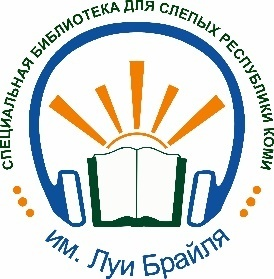 СПЕЦИАЛЬНАЯ БИБЛИОТЕКА ДЛЯ СЛЕПЫХ РЕСПУБЛИКИ КОМИ
им. Луи Брайля